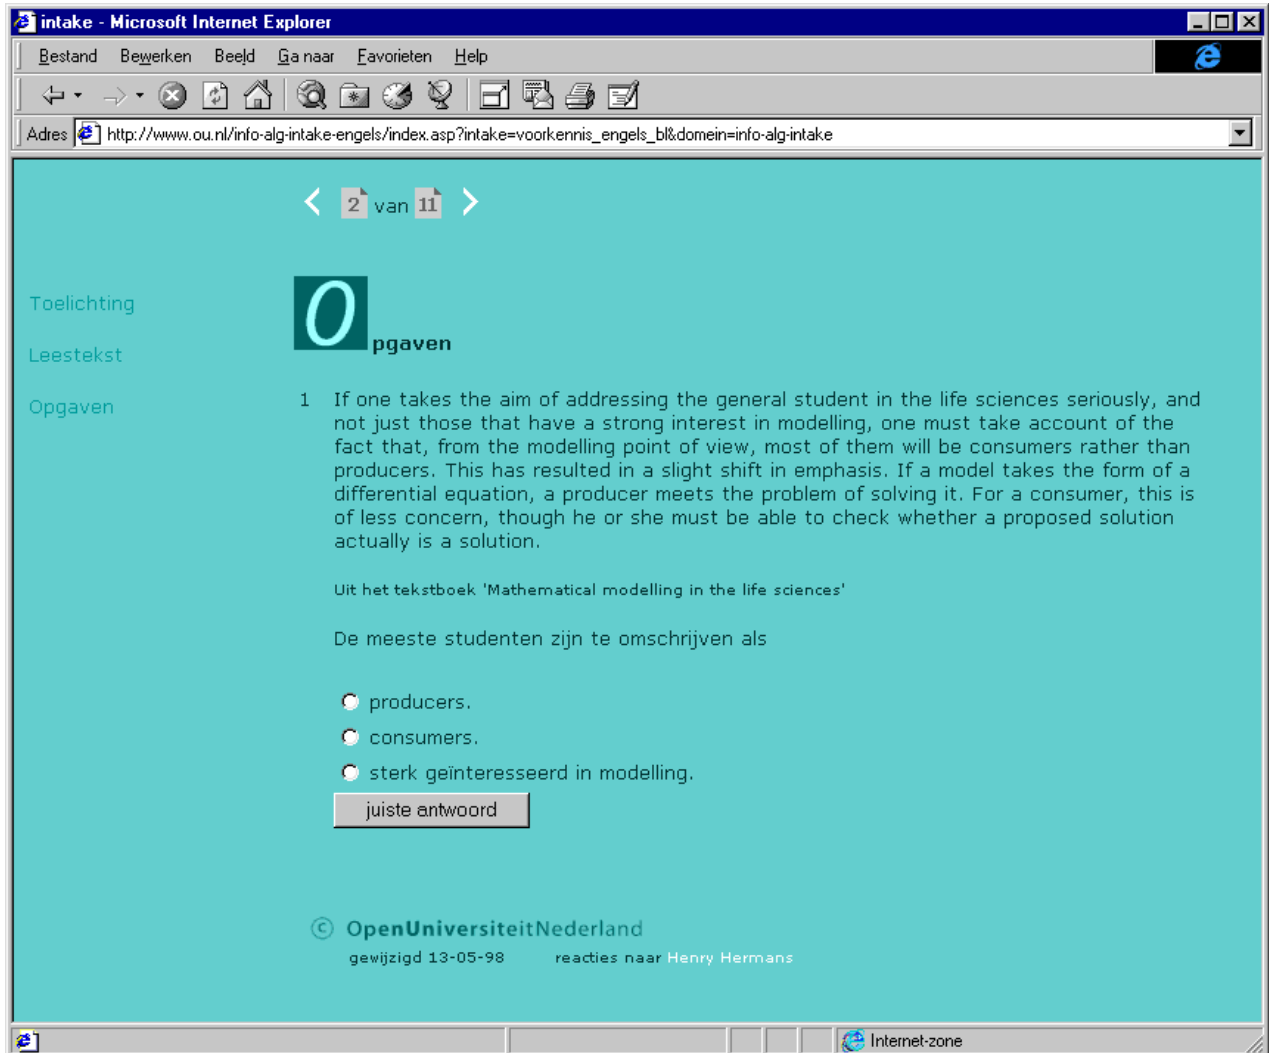 intake - Microsoft Internet Explorer
Bestand Bewerken Beeld Ga naar Favorieten Help
Adres http://www.ou.nl/info-alg-intake-engels/index.asp?intake=voorkennis_engels_bl&domein=info-alg-intake
2 van 11
Toelichting
Leestekst
Opgaven
Opgaven
1 If one takes the aim of addressing the general student in the life sciences seriously, and
not just those that have a strong interest in modelling, one must take account of the
fact that, from the modelling point of view, most of them will be consumers rather than
producers. This has resulted in a slight shift in emphasis. If a model takes the form of a
differential equation, a producer meets the problem of solving it. For a consumer, this is
of less concern, though he or she must be able to check whether a proposed solution
actually is a solution.
Uit het tekstboek 'Mathematical modelling in the life sciences'
De meeste studenten zijn te omschrijven als
producers.
consumers.
sterk geïnteresseerd in modelling.
juiste antwoord
© OpenUniversiteitNederland
gewijzigd 13-05-98 reacties naar Henry Hermans
Internet-zone